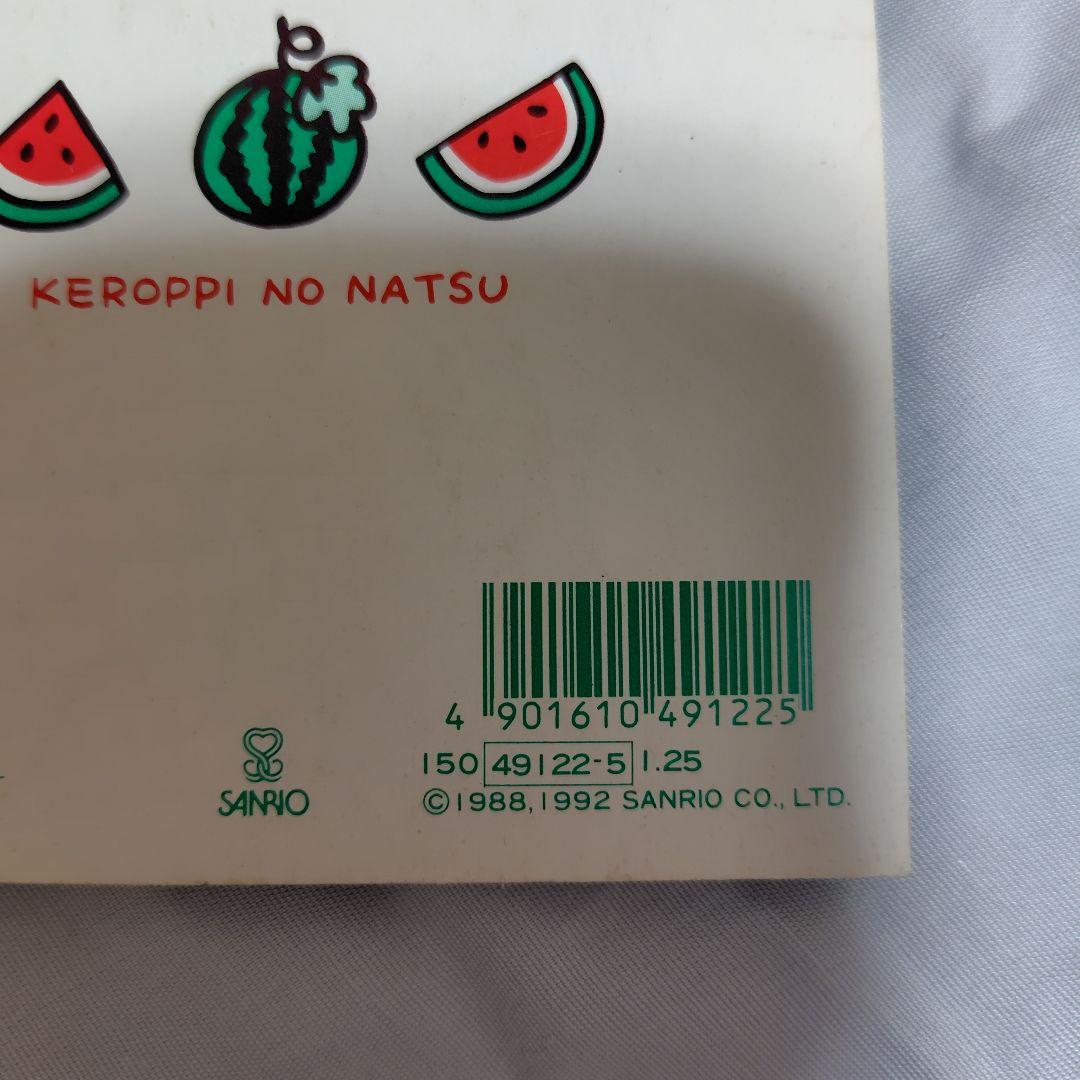 KEROPPI NO NATSU
4 901610 491225
150 49122-5 1.25
SANRIO
©1988,1992 SANRIO CO., LTD.